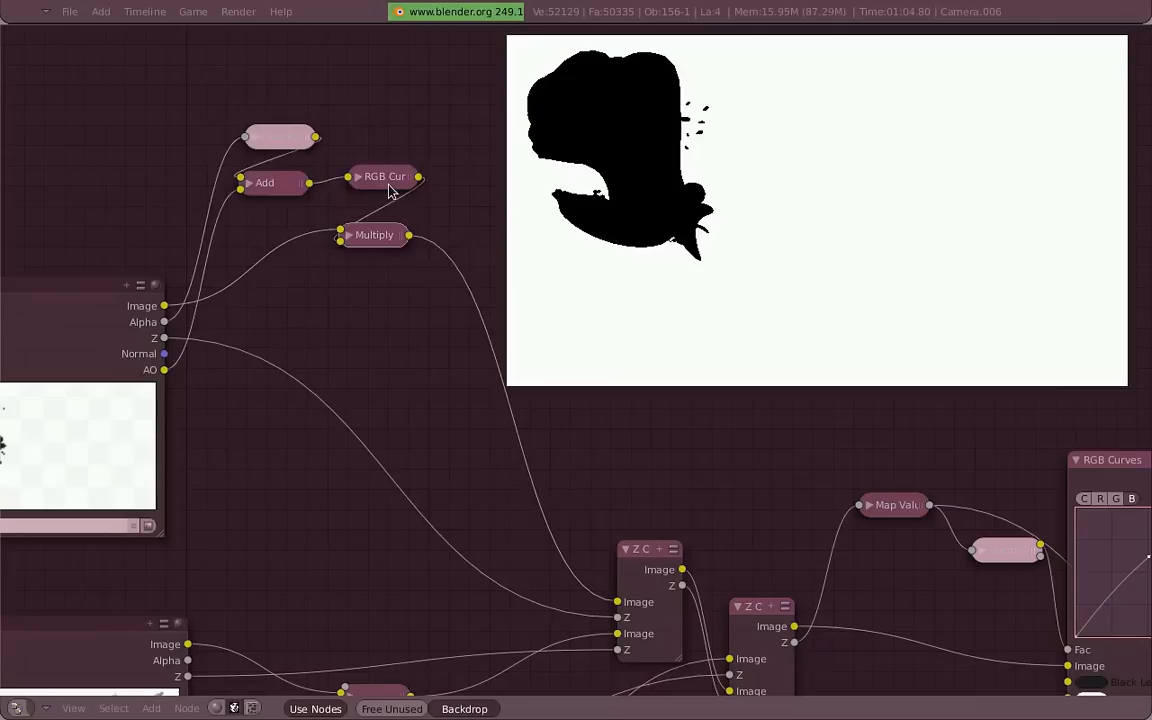 File Add Timeline Game Render Help www.blender.org 249.1 Ve:52129 | Fa:50335 | Ob:156-1 | La:4 | Mem:15.95M (87.29M) | Time:01:04.80 | Camera.006
Add
RGB Cur
Multiply
Image
Alpha
Z
Normal
AO
RGB Curves
C R G B
Map Valu
Z C
Image
Z
Image
Z
Image
Z
Z C
Image
Z
Image
Z
Image
Fac
Image
Black Le
Image
Alpha
Z
View Select Add Node Use Nodes Free Unused Backdrop